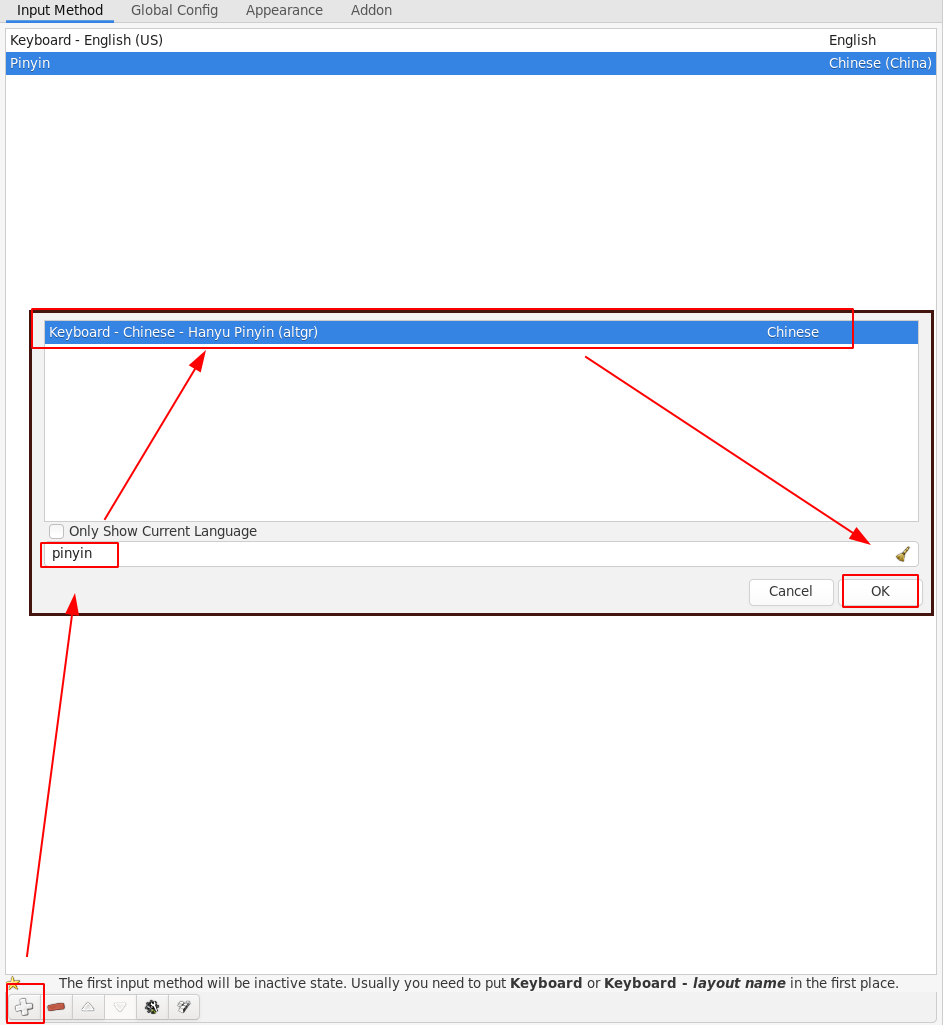 Input Method Global Config Appearance Addon
Keyboard - English (US) English
Pinyin Chinese (China)
Keyboard - Chinese - Hanyu Pinyin (altgr) Chinese
Only Show Current Language
pinyin
Cancel OK
The first input method will be inactive state. Usually you need to put Keyboard or Keyboard - layout name in the first place.